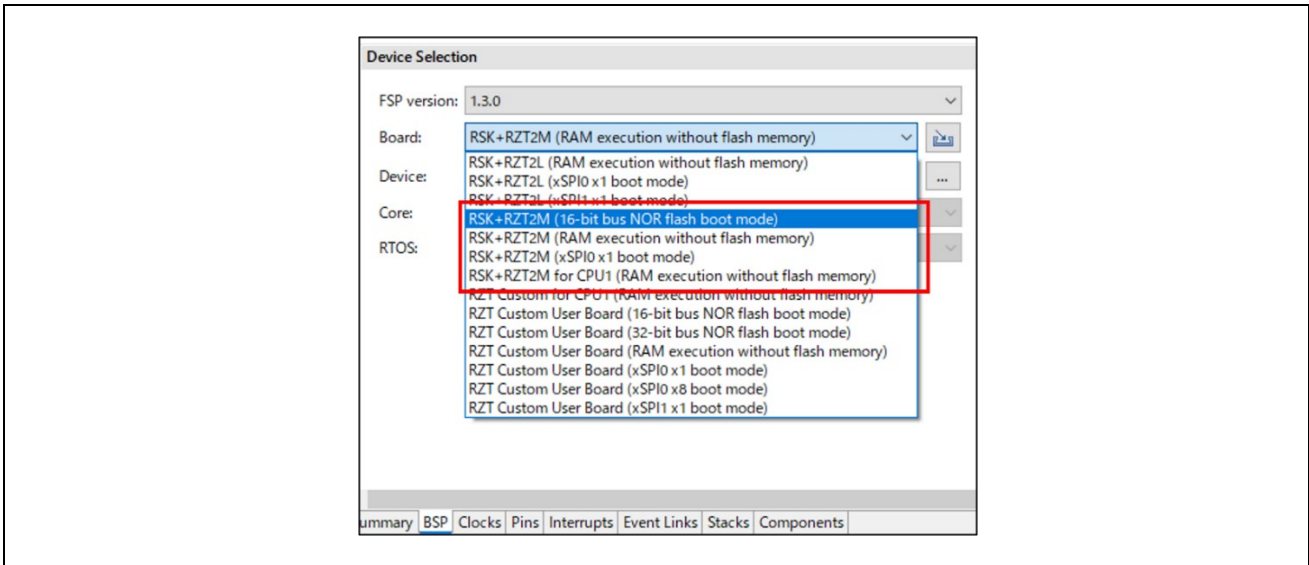 Device Selection
FSP version: 1.3.0
Board: RSK+RZT2M (RAM execution without flash memory)
RSK+RZT2L (RAM execution without flash memory)
Device: ...
RSK+RZT2L (xSPI0 x1 boot mode)
RSK+RZT2L (xSPI1 x1 boot mode)
Core:
RSK+RZT2M (16-bit bus NOR flash boot mode)
RSK+RZT2M (RAM execution without flash memory)
RTOS:
RSK+RZT2M (xSPI0 x1 boot mode)
RSK+RZT2M for CPU1 (RAM execution without flash memory)
RZT Custom for CPU1 (RAM execution without flash memory)
RZT Custom User Board (16-bit bus NOR flash boot mode)
RZT Custom User Board (32-bit bus NOR flash boot mode)
RZT Custom User Board (RAM execution without flash memory)
RZT Custom User Board (xSPI0 x1 boot mode)
RZT Custom User Board (xSPI0 x8 boot mode)
RZT Custom User Board (xSPI1 x1 boot mode)
ummary BSP Clocks Pins Interrupts Event Links Stacks Components